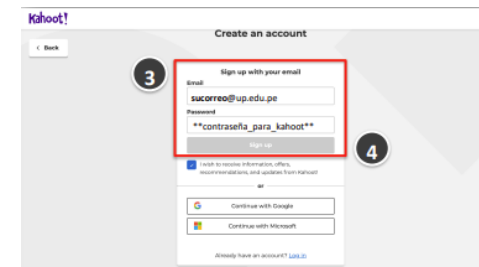 Kahoot!
Create an account
< Back
3
Sign up with your email
Email
sucorreo@up.edu.pe
Password
**contraseña_para_kahoot**
Sign up
4
I wish to receive information, offers,
recommendations, and updates from Kahoot!
or
Continue with Google
Continue with Microsoft
Already have an account? Log in